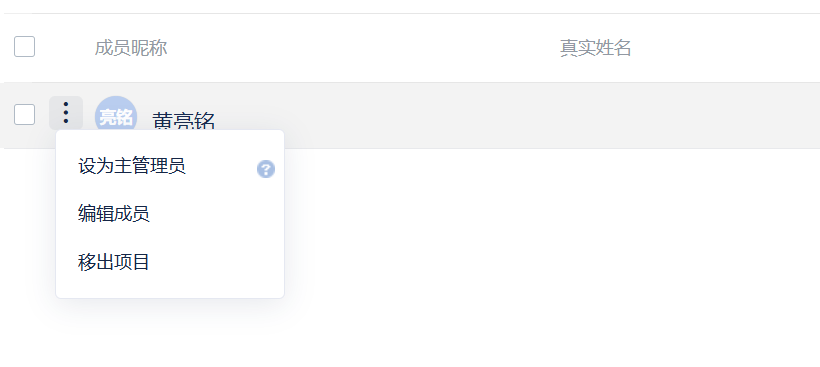 成员昵称 真实姓名
亮铭 黄亮铭
设为主管理员 ?
编辑成员
移出项目